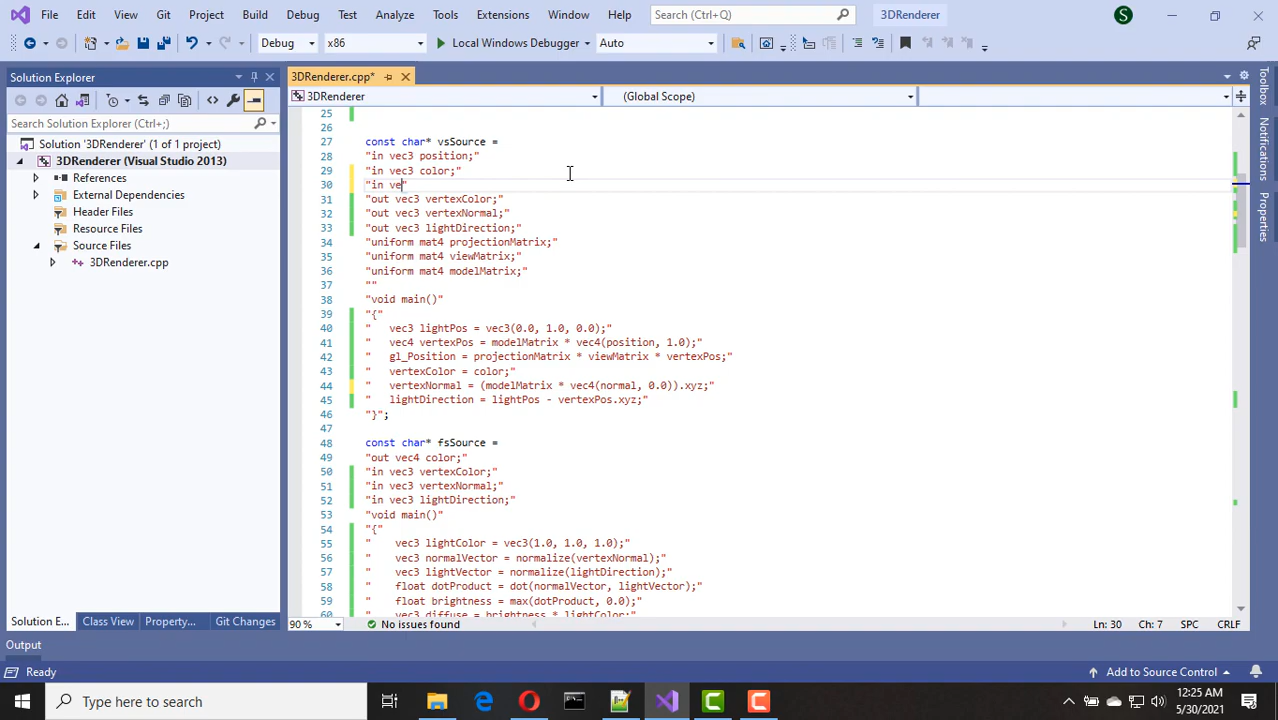 File Edit View Git Project Build Debug Test Analyze Tools Extensions Window Help Search (Ctrl+Q) 3DRenderer S
Debug x86 Local Windows Debugger Auto
Solution Explorer
Search Solution Explorer (Ctrl+;)
Solution '3DRenderer' (1 of 1 project)
3DRenderer (Visual Studio 2013)
References
External Dependencies
Header Files
Resource Files
Source Files
3DRenderer.cpp
Solution E... Class View Property... Git Changes
3DRenderer.cpp*
3DRenderer (Global Scope)
25
26
27 const char* vsSource =
28 "in vec3 position;"
29 "in vec3 color;"
30 "in ve"
31 "out vec3 vertexColor;"
32 "out vec3 vertexNormal;"
33 "out vec3 lightDirection;"
34 "uniform mat4 projectionMatrix;"
35 "uniform mat4 viewMatrix;"
36 "uniform mat4 modelMatrix;"
37 ""
38 "void main()"
39 "{"
40 "   vec3 lightPos = vec3(0.0, 1.0, 0.0);"
41 "   vec4 vertexPos = modelMatrix * vec4(position, 1.0);"
42 "   gl_Position = projectionMatrix * viewMatrix * vertexPos;"
43 "   vertexColor = color;"
44 "   vertexNormal = (modelMatrix * vec4(normal, 0.0)).xyz;"
45 "   lightDirection = lightPos - vertexPos.xyz;"
46 "}";
47
48 const char* fsSource =
49 "out vec4 color;"
50 "in vec3 vertexColor;"
51 "in vec3 vertexNormal;"
52 "in vec3 lightDirection;"
53 "void main()"
54 "{"
55 "    vec3 lightColor = vec3(1.0, 1.0, 1.0);"
56 "    vec3 normalVector = normalize(vertexNormal);"
57 "    vec3 lightVector = normalize(lightDirection);"
58 "    float dotProduct = dot(normalVector, lightVector);"
59 "    float brightness = max(dotProduct, 0.0);"
60 "    vec3 diffuse = brightness * lightColor;"
90 % No issues found Ln: 30 Ch: 7 SPC CRLF
Toolbox
Notifications
Properties
Output
Ready Add to Source Control
Type here to search
12:25 AM
5/30/2021